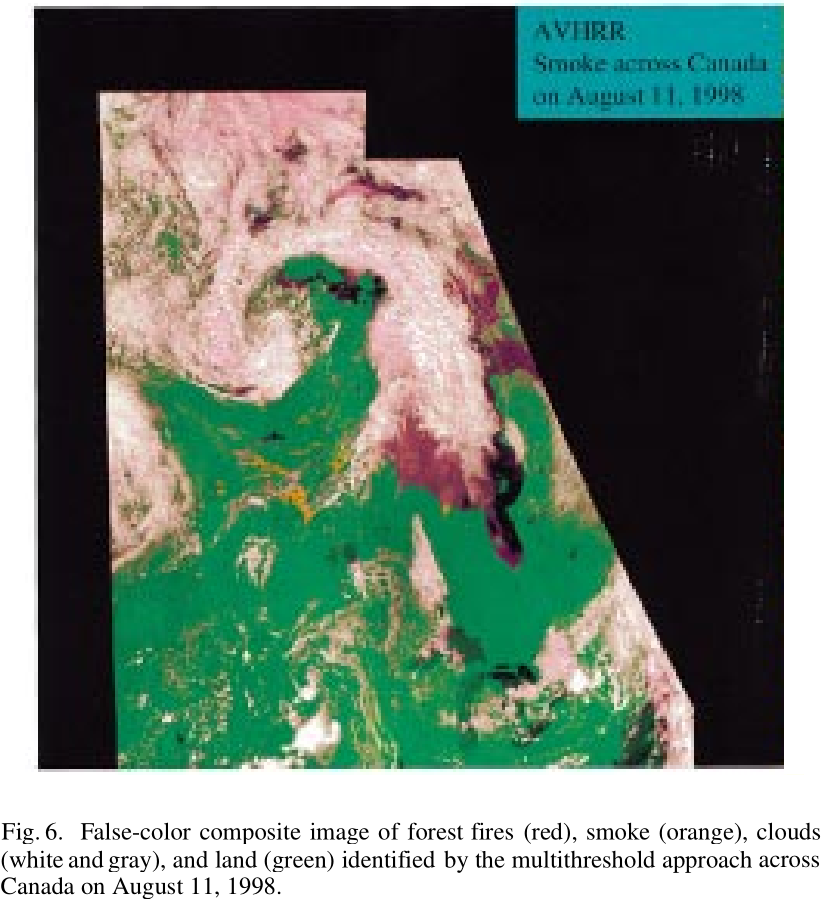 AVHRR
Smoke across Canada
on August 11, 1998
Fig. 6. False-color composite image of forest fires (red), smoke (orange), clouds
(white and gray), and land (green) identified by the multithreshold approach across
Canada on August 11, 1998.